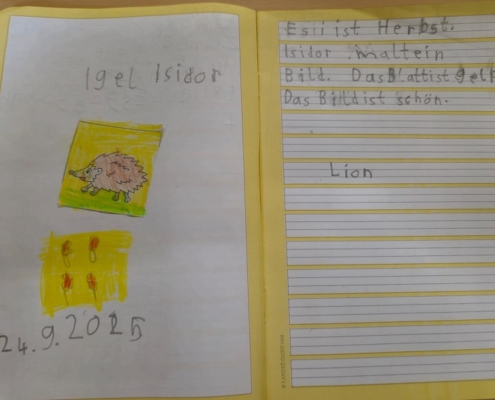 Igel Isidor
24.9.2025
Es ist Herbst.
Isidor malt ein
Bild. Das Blatt ist gelb
Das Bild ist schön.
Lion